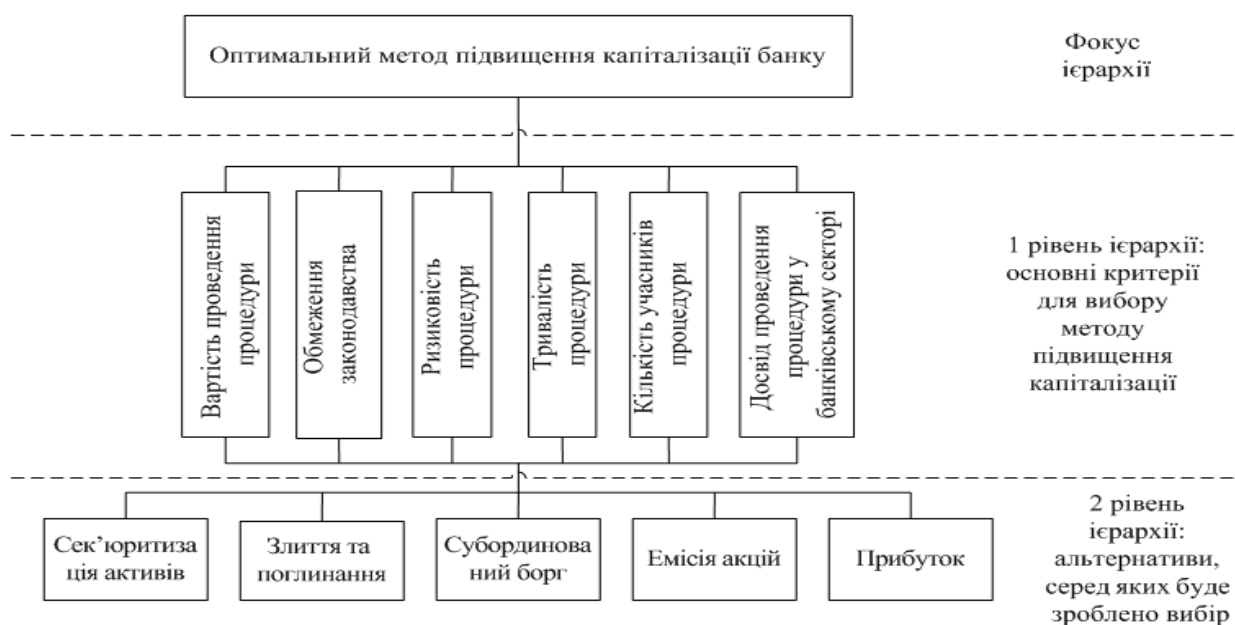 Оптимальний метод підвищення капіталізації банку
Фокус
ієрархії
Вартість проведення
процедури
Обмеження
законодавства
Ризиковість
процедури
Тривалість
процедури
Кількість учасників
процедури
Досвід проведення
процедури у
банківському секторі
1 рівень ієрархії:
основні критерії
для вибору
методу
підвищення
капіталізації
Сек’юритиза
ція активів
Злиття та
поглинання
Субординова
ний борг
Емісія акцій
Прибуток
2 рівень
ієрархії:
альтернативи,
серед яких буде
зроблено вибір